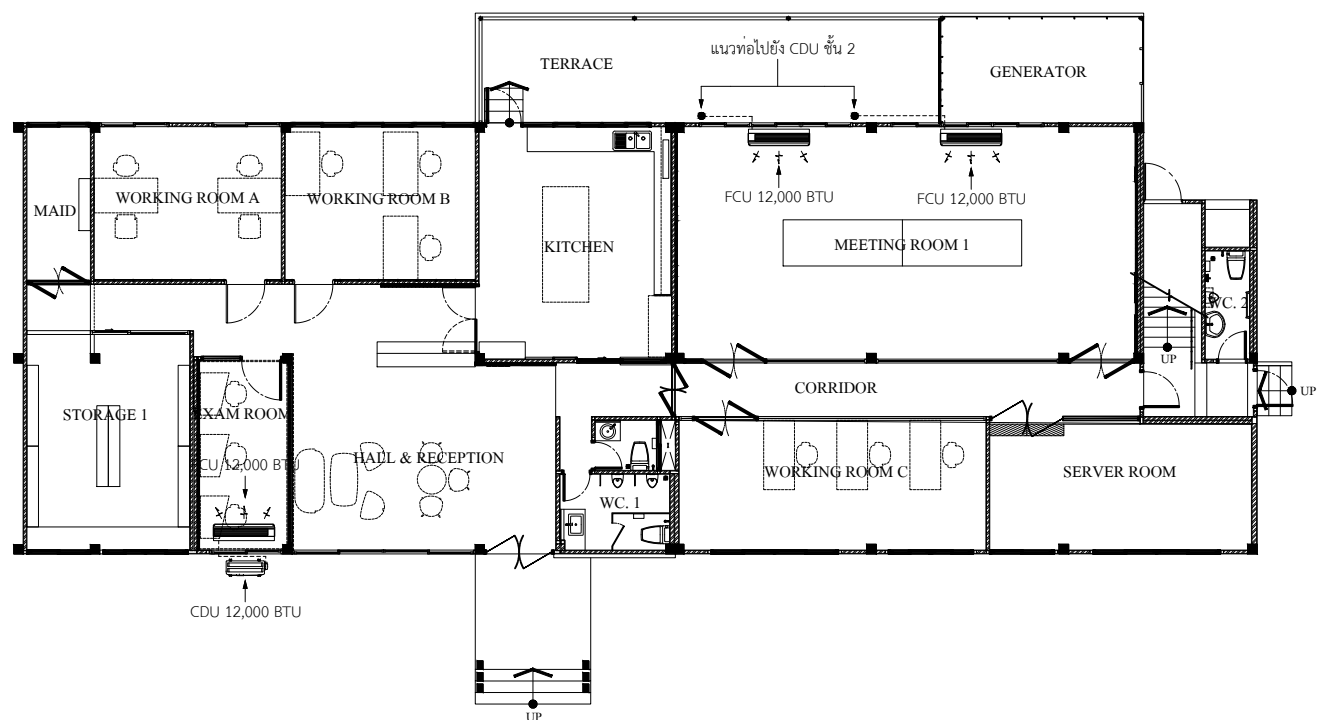 แนวท่อไปยัง CDU ชั้น 2
TERRACE
GENERATOR
WORKING ROOM A
WORKING ROOM B
FCU 12,000 BTU
FCU 12,000 BTU
MAID
KITCHEN
MEETING ROOM 1
WC. 2
UP
CORRIDOR
UP
STORAGE 1
EXAM ROOM
HALL & RECEPTION
CU 12,000 BTU
WORKING ROOM C
SERVER ROOM
WC. 1
CDU 12,000 BTU
UP